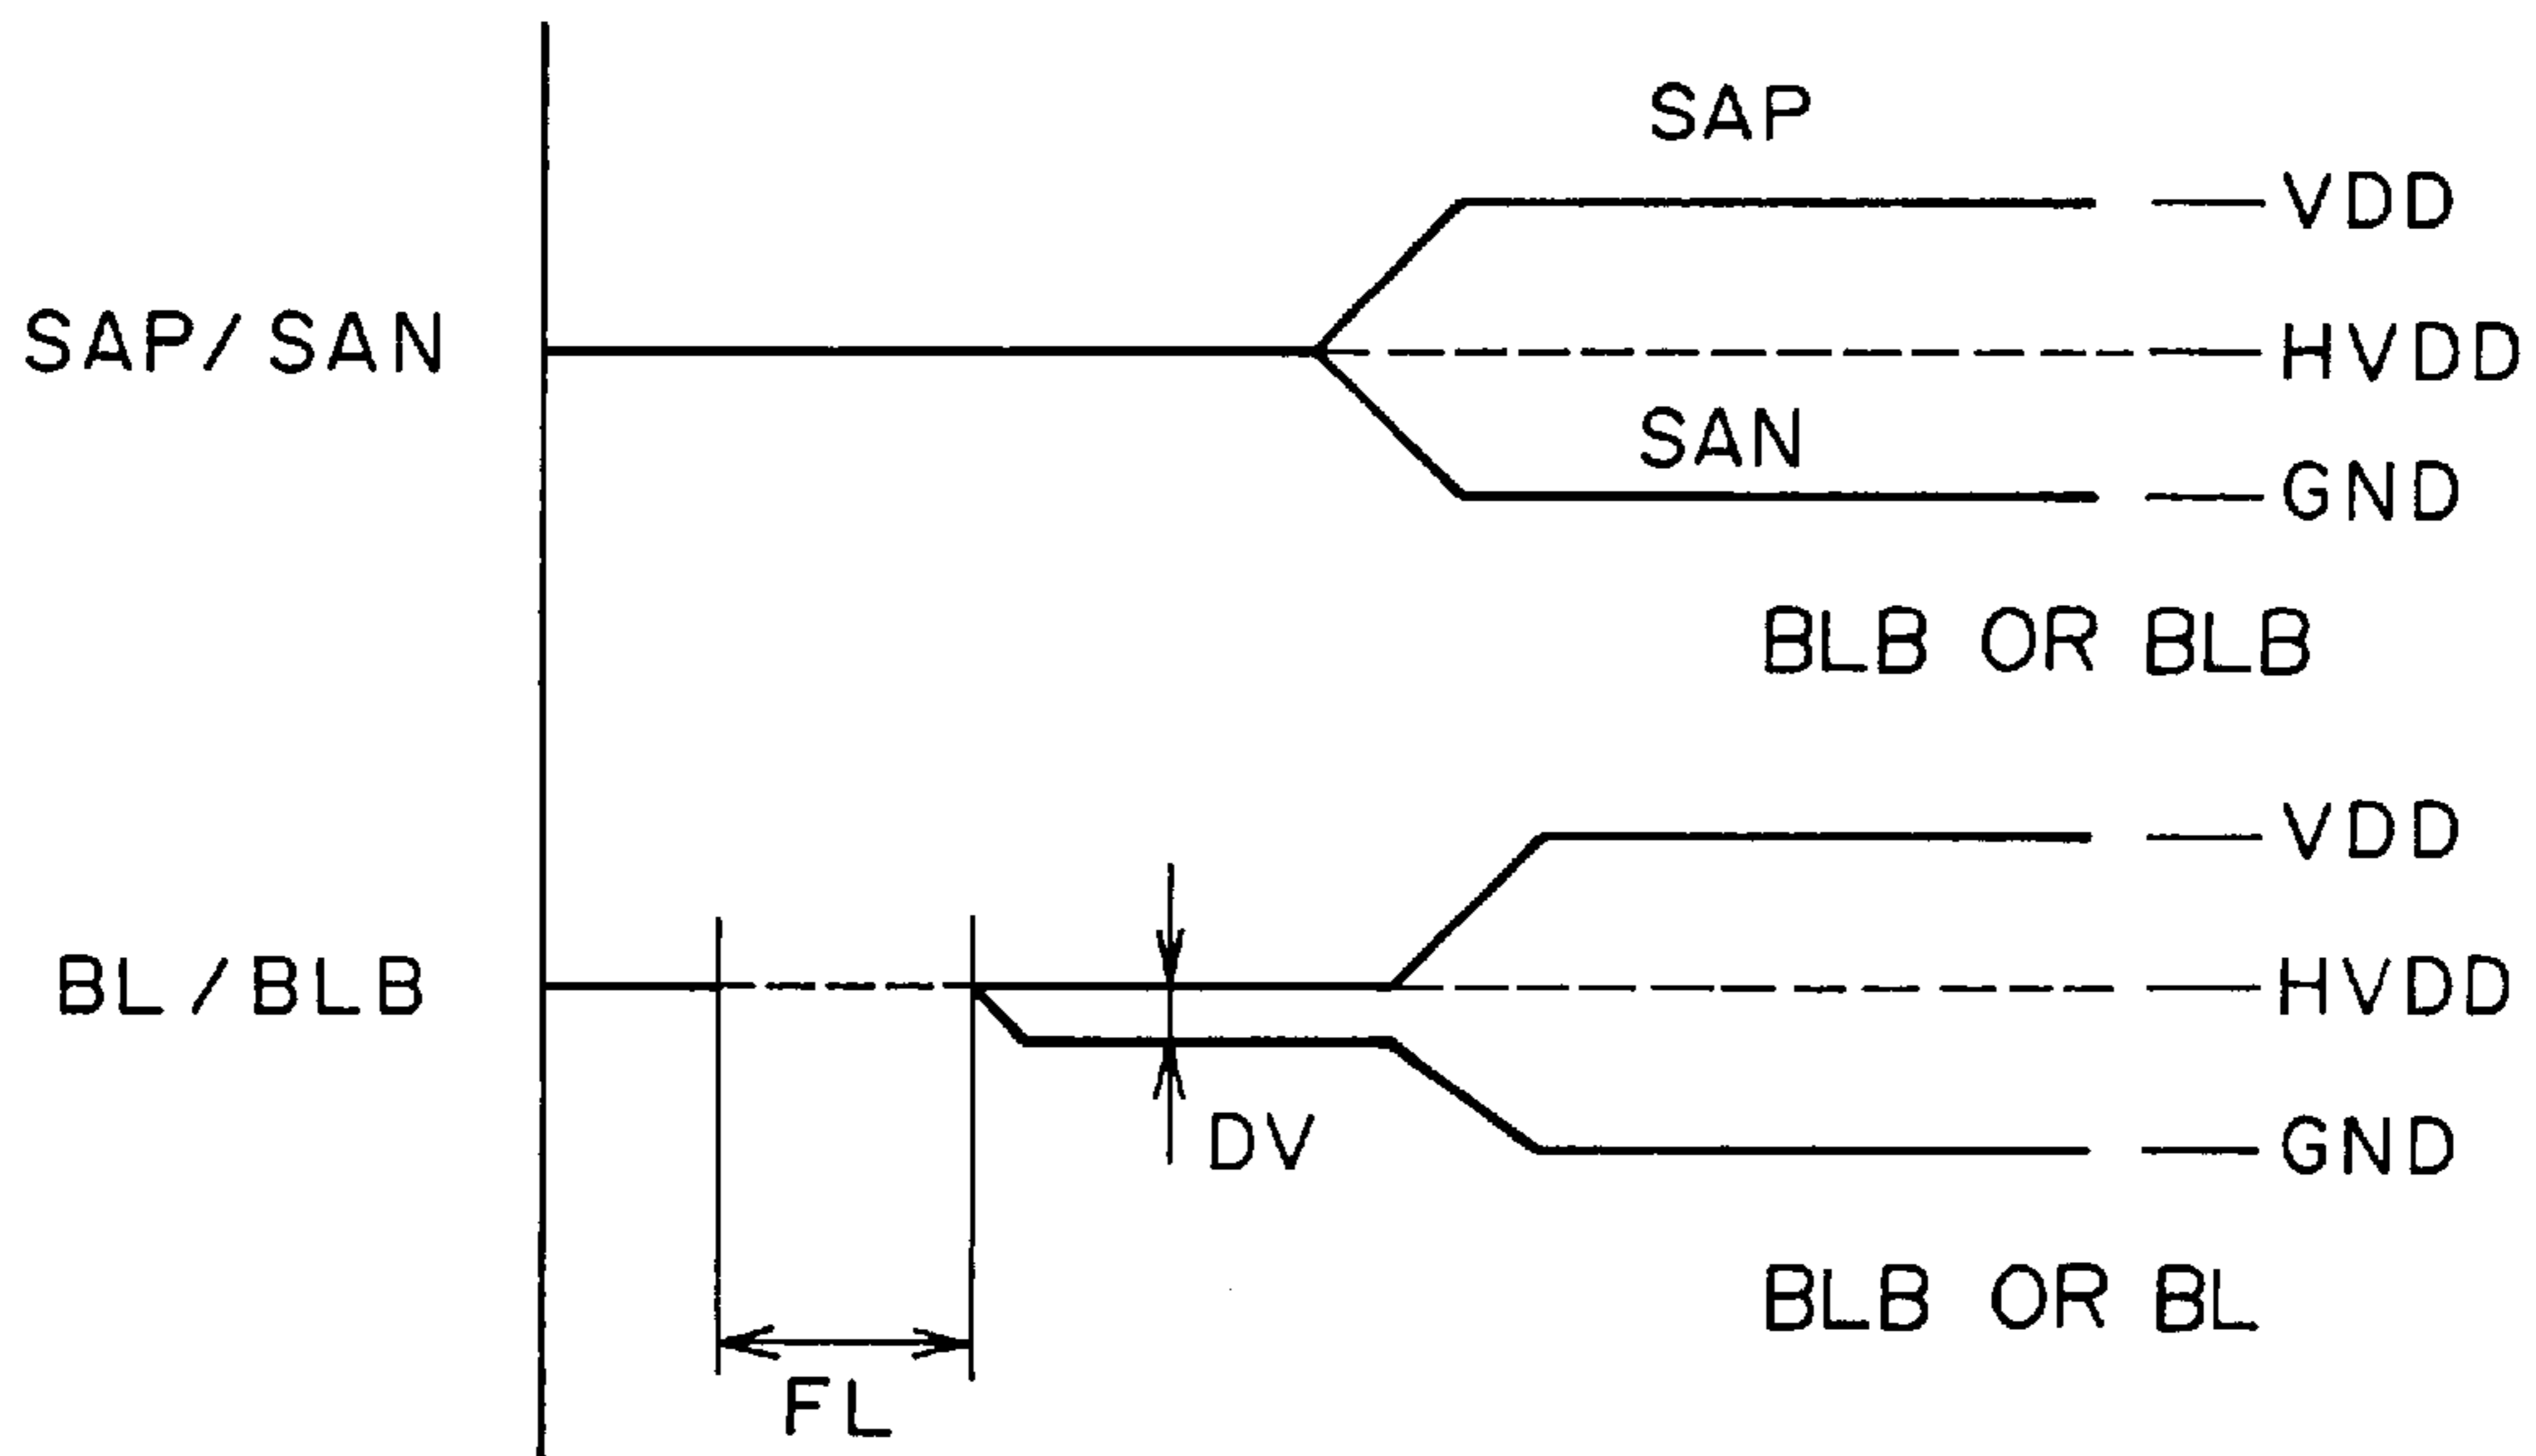 SAP
VDD
SAP/SAN
HVDD
SAN
GND
BLB OR BLB
VDD
BL/BLB
HVDD
DV
GND
BLB OR BL
FL